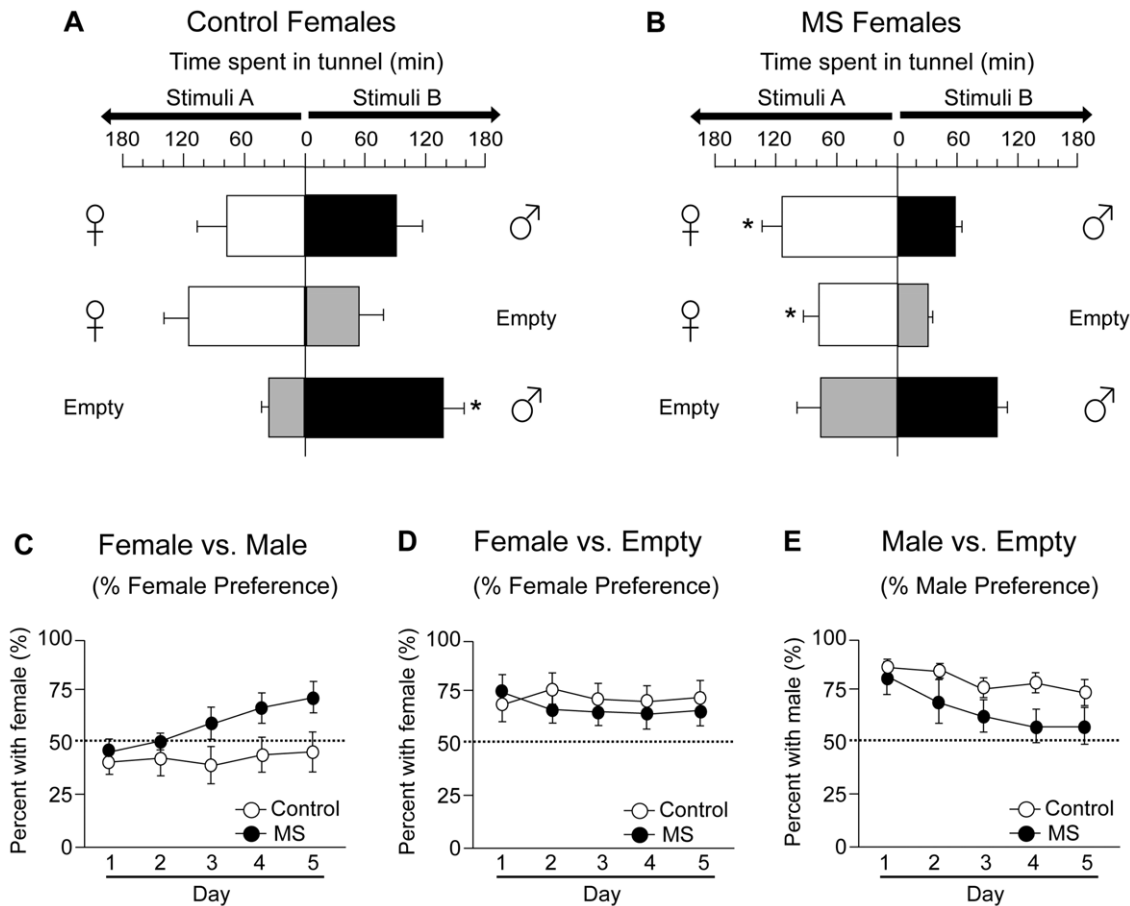 A Control Females
Time spent in tunnel (min)
Stimuli A Stimuli B
180 120 60 0 60 120 180
♀ ♂
♀ Empty
Empty * ♂
B MS Females
Time spent in tunnel (min)
Stimuli A Stimuli B
180 120 60 0 60 120 180
♀ * ♂
♀ * Empty
Empty ♂
C Female vs. Male
(% Female Preference)
Percent with female (%)
100
75
50
25
0
Control
MS
1 2 3 4 5
Day
D Female vs. Empty
(% Female Preference)
Percent with female (%)
100
75
50
25
0
Control
MS
1 2 3 4 5
Day
E Male vs. Empty
(% Male Preference)
Percent with male (%)
100
75
50
25
0
Control
MS
1 2 3 4 5
Day